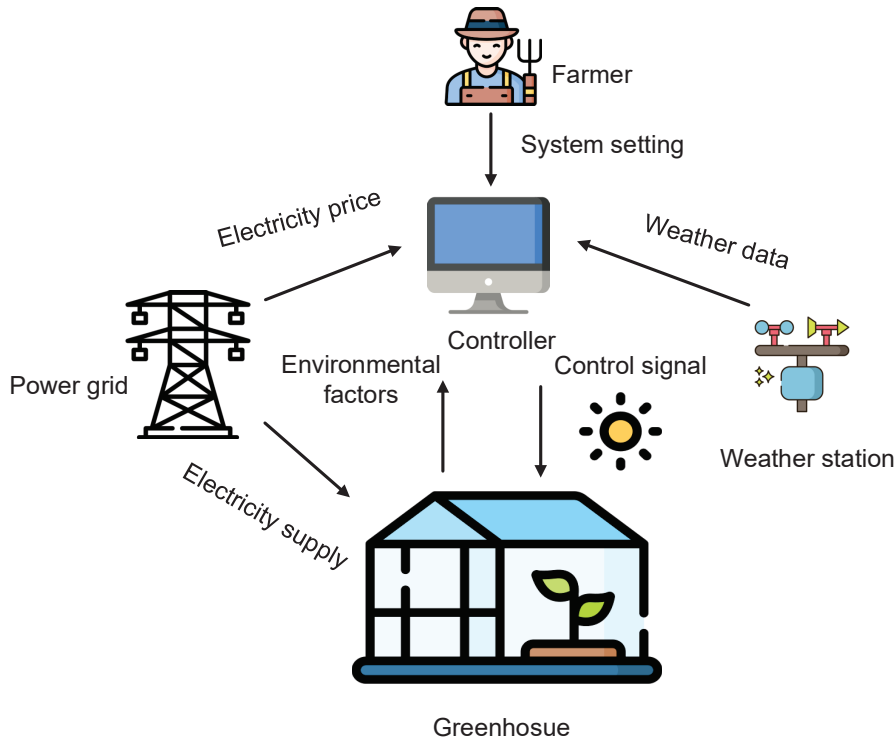 Farmer
System setting
Electricity price
Weather data
Controller
Environmental
factors
Control signal
Power grid
Weather station
Electricity supply
Greenhosue